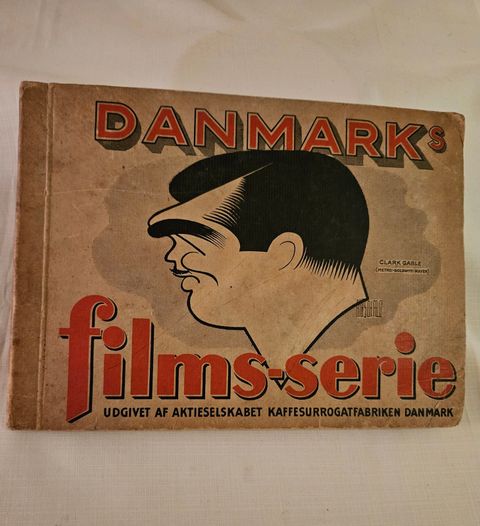 DANMARKs
CLARK GABLE
(METRO-GOLDWYN-MAYER)
films-serie
UDGIVET AF AKTIESELSKABET KAFFESURROGATFABRIKEN DANMARK